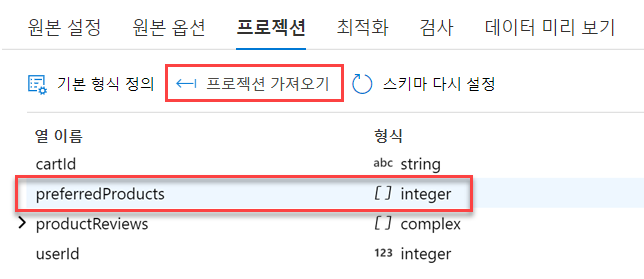 원본 설정 원본 옵션 프로젝션 최적화 검사 데이터 미리 보기
기본 형식 정의 프로젝션 가져오기 스키마 다시 설정
열 이름 형식
cartId abc string
preferredProducts [ ] integer
productReviews [ ] complex
userId 123 integer